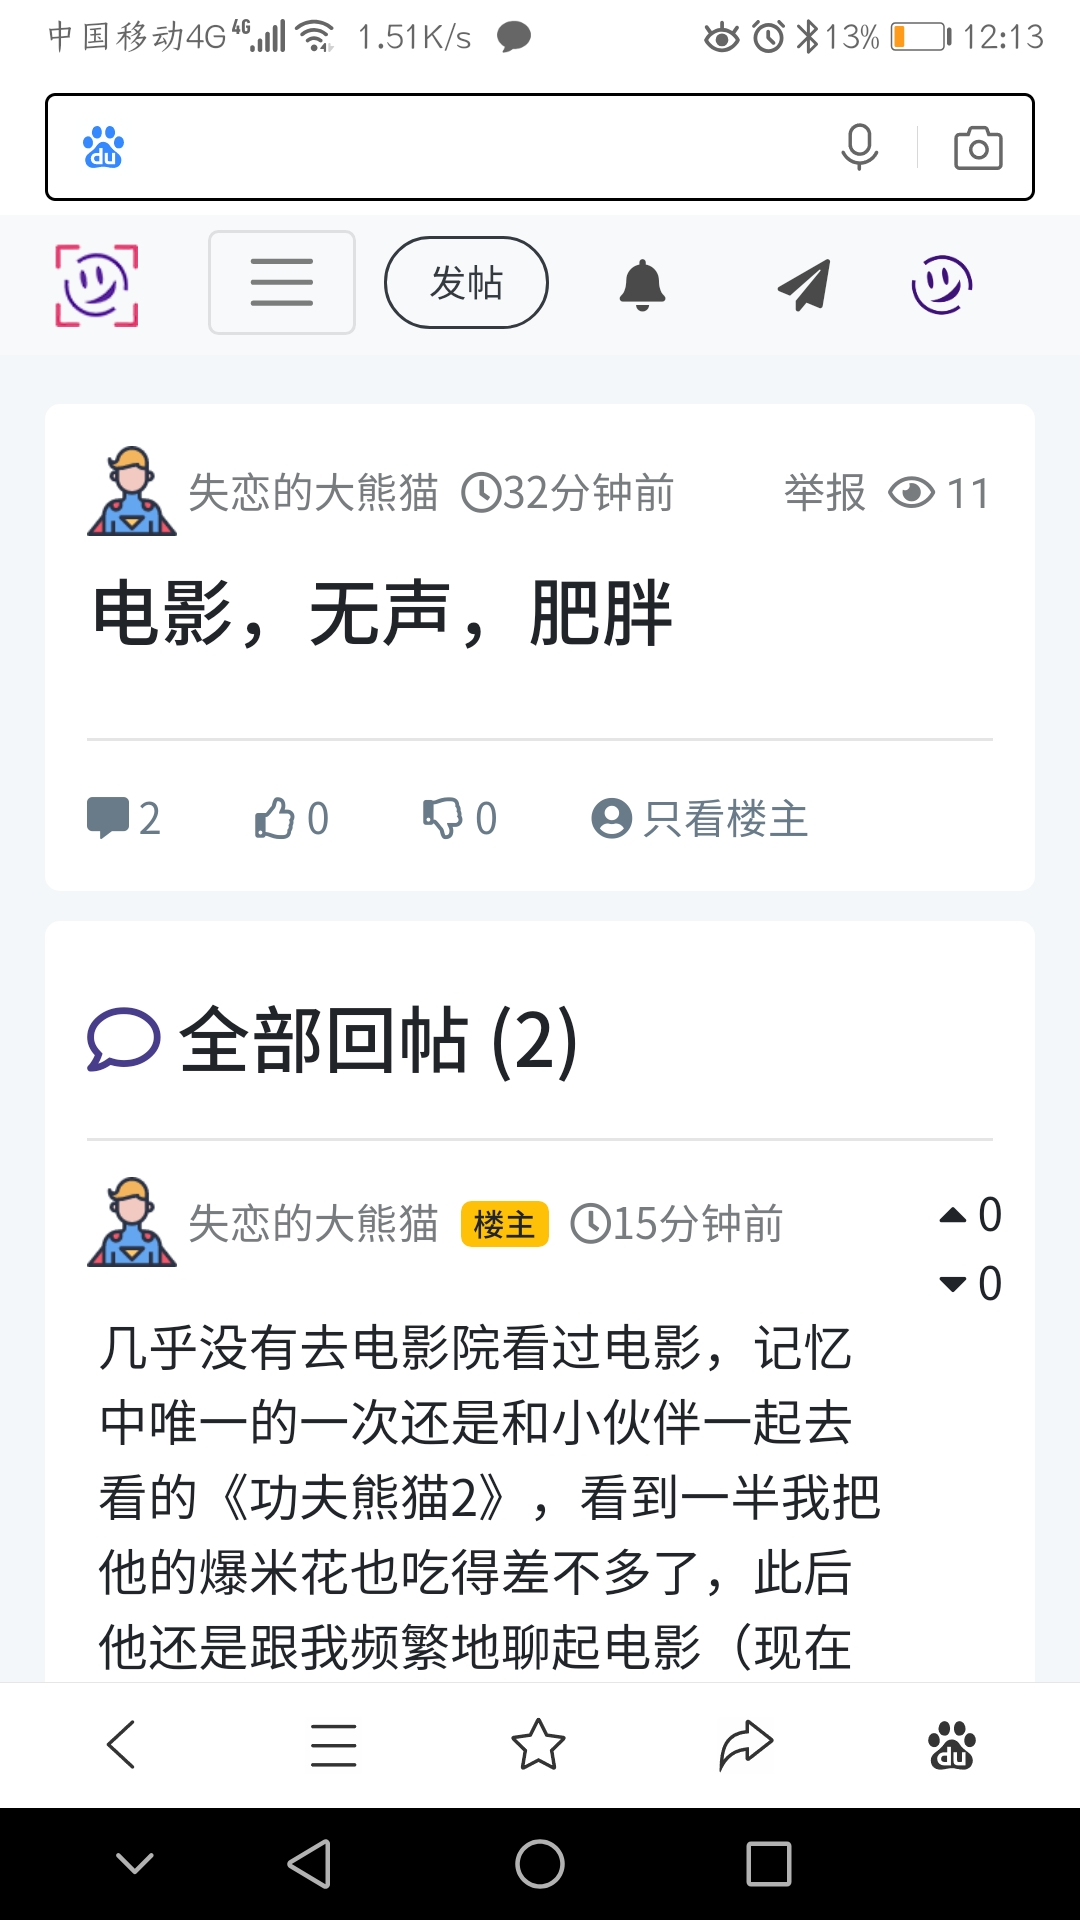 中国移动4G 4G 1.51K/s 13% 12:13
du
发帖
失恋的大熊猫 32分钟前 举报 11
电影，无声，肥胖
2 0 0 只看楼主
全部回帖 (2)
失恋的大熊猫 楼主 15分钟前 0
0
几乎没有去电影院看过电影，记忆
中唯一的一次还是和小伙伴一起去
看的《功夫熊猫2》，看到一半我把
他的爆米花也吃得差不多了，此后
他还是跟我频繁地聊起电影（现在
du